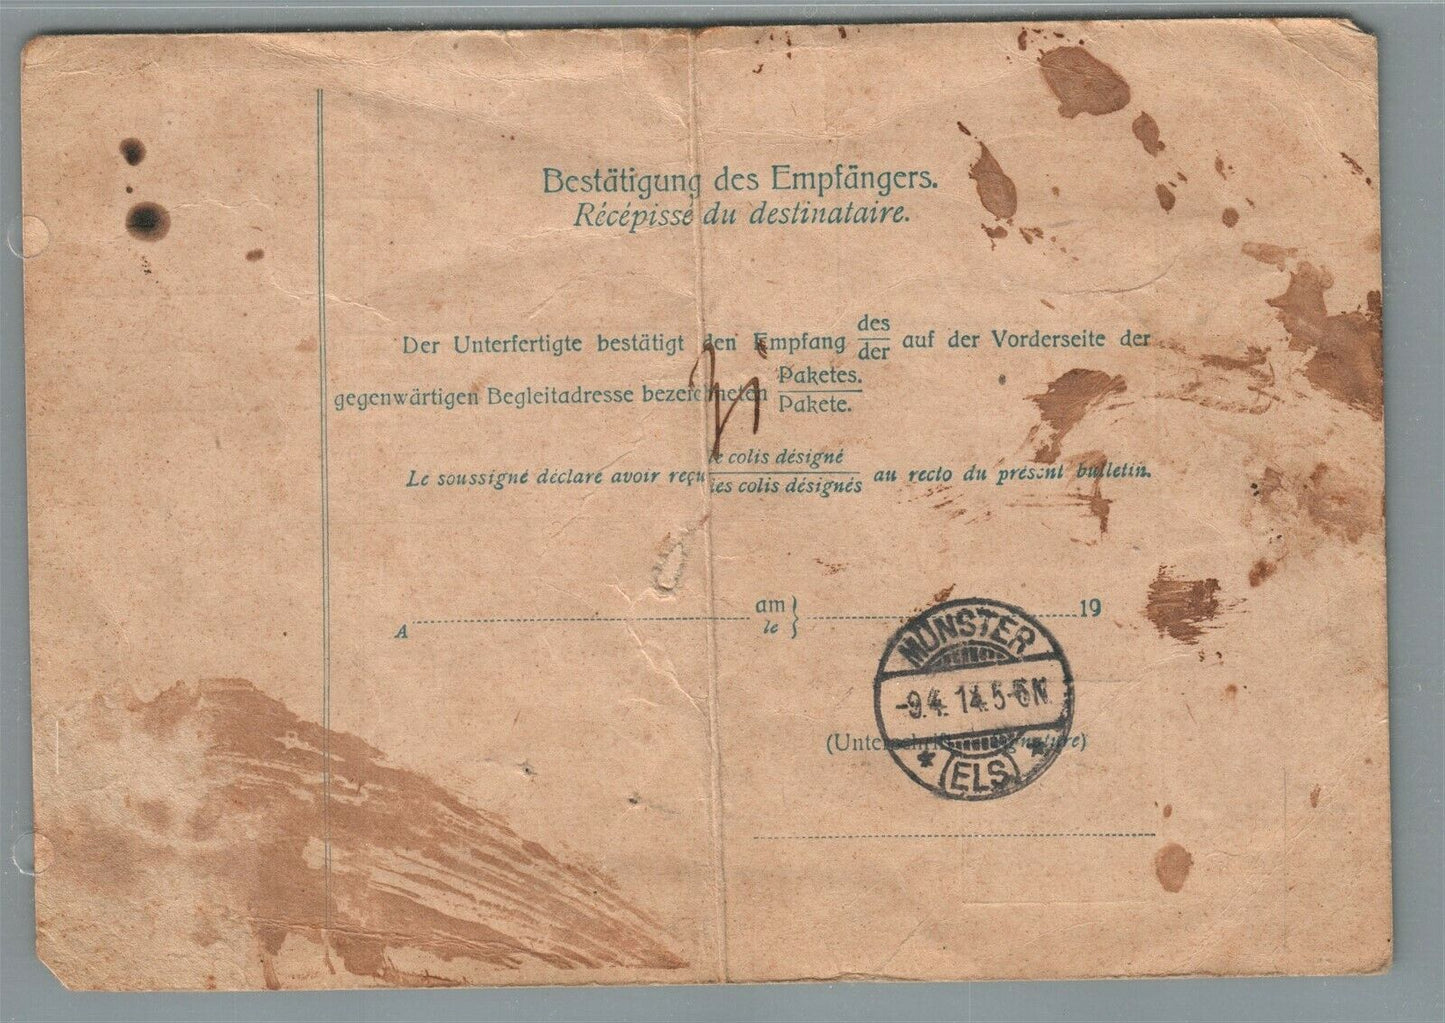 Bestätigung des Empfängers.
Récépissé du destinataire.
Der Unterfertigte bestätigt den Empfang des/der auf der Vorderseite der
gegenwärtigen Begleitadresse bezeichneten Paketes./Pakete.
Le soussigné déclare avoir reçu le colis désigné/les colis désignés au recto du présent bulletin.
A am/le } 19
MÜNSTER
-9.4.14.5-6N.
* (ELS) *
(Unterschrift Signature)